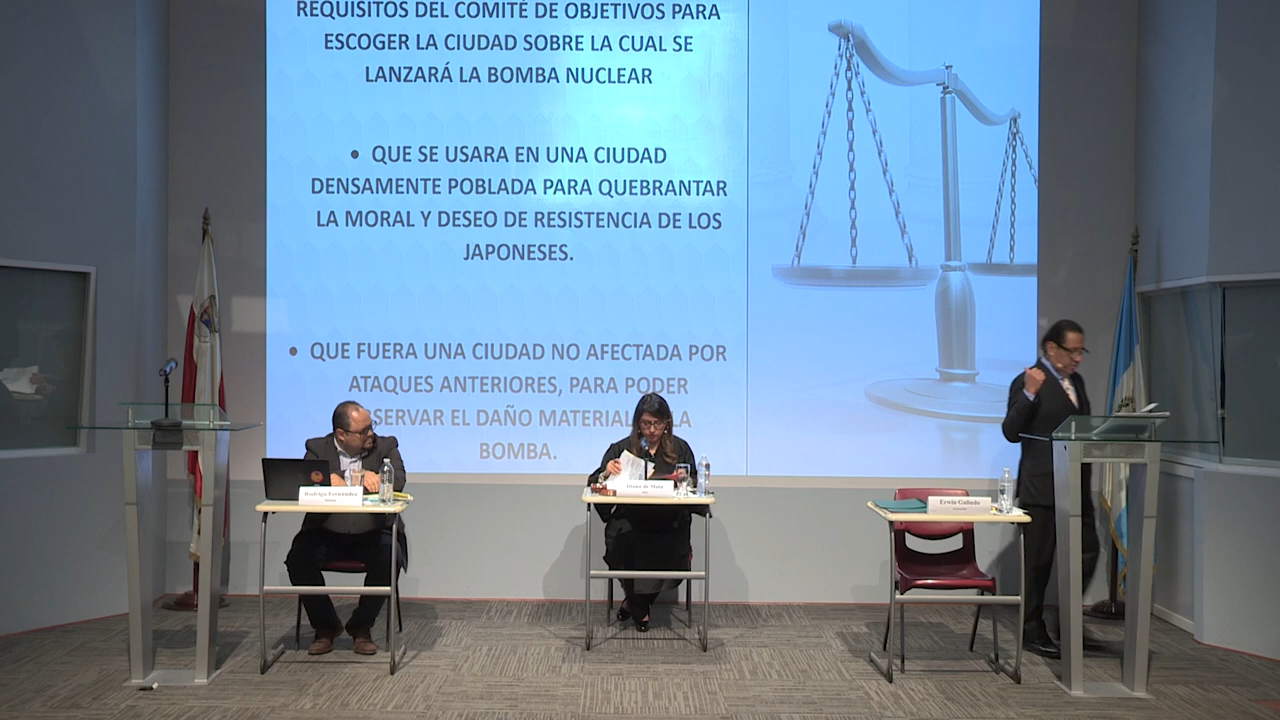 REQUISITOS DEL COMITÉ DE OBJETIVOS PARA
ESCOGER LA CIUDAD SOBRE LA CUAL SE
LANZARÁ LA BOMBA NUCLEAR
• QUE SE USARA EN UNA CIUDAD
DENSAMENTE POBLADA PARA QUEBRANTAR
LA MORAL Y DESEO DE RESISTENCIA DE LOS
JAPONESES.
• QUE FUERA UNA CIUDAD NO AFECTADA POR
ATAQUES ANTERIORES, PARA PODER
SERVAR EL DAÑO MATERIAL LA
BOMBA.
Rodrigo Fernández
Diana de Mata
Erwin Galindo